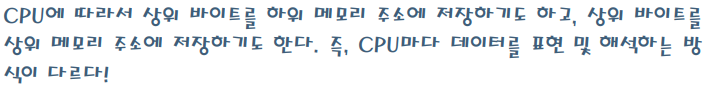 CPU에 따라서 상위 바이트를 하위 메모리 주소에 저장하기도 하고, 상위 바이트를
상위 메모리 주소에 저장하기도 한다. 즉, CPU마다 데이터를 표현 및 해석하는 방
식이 다르다!